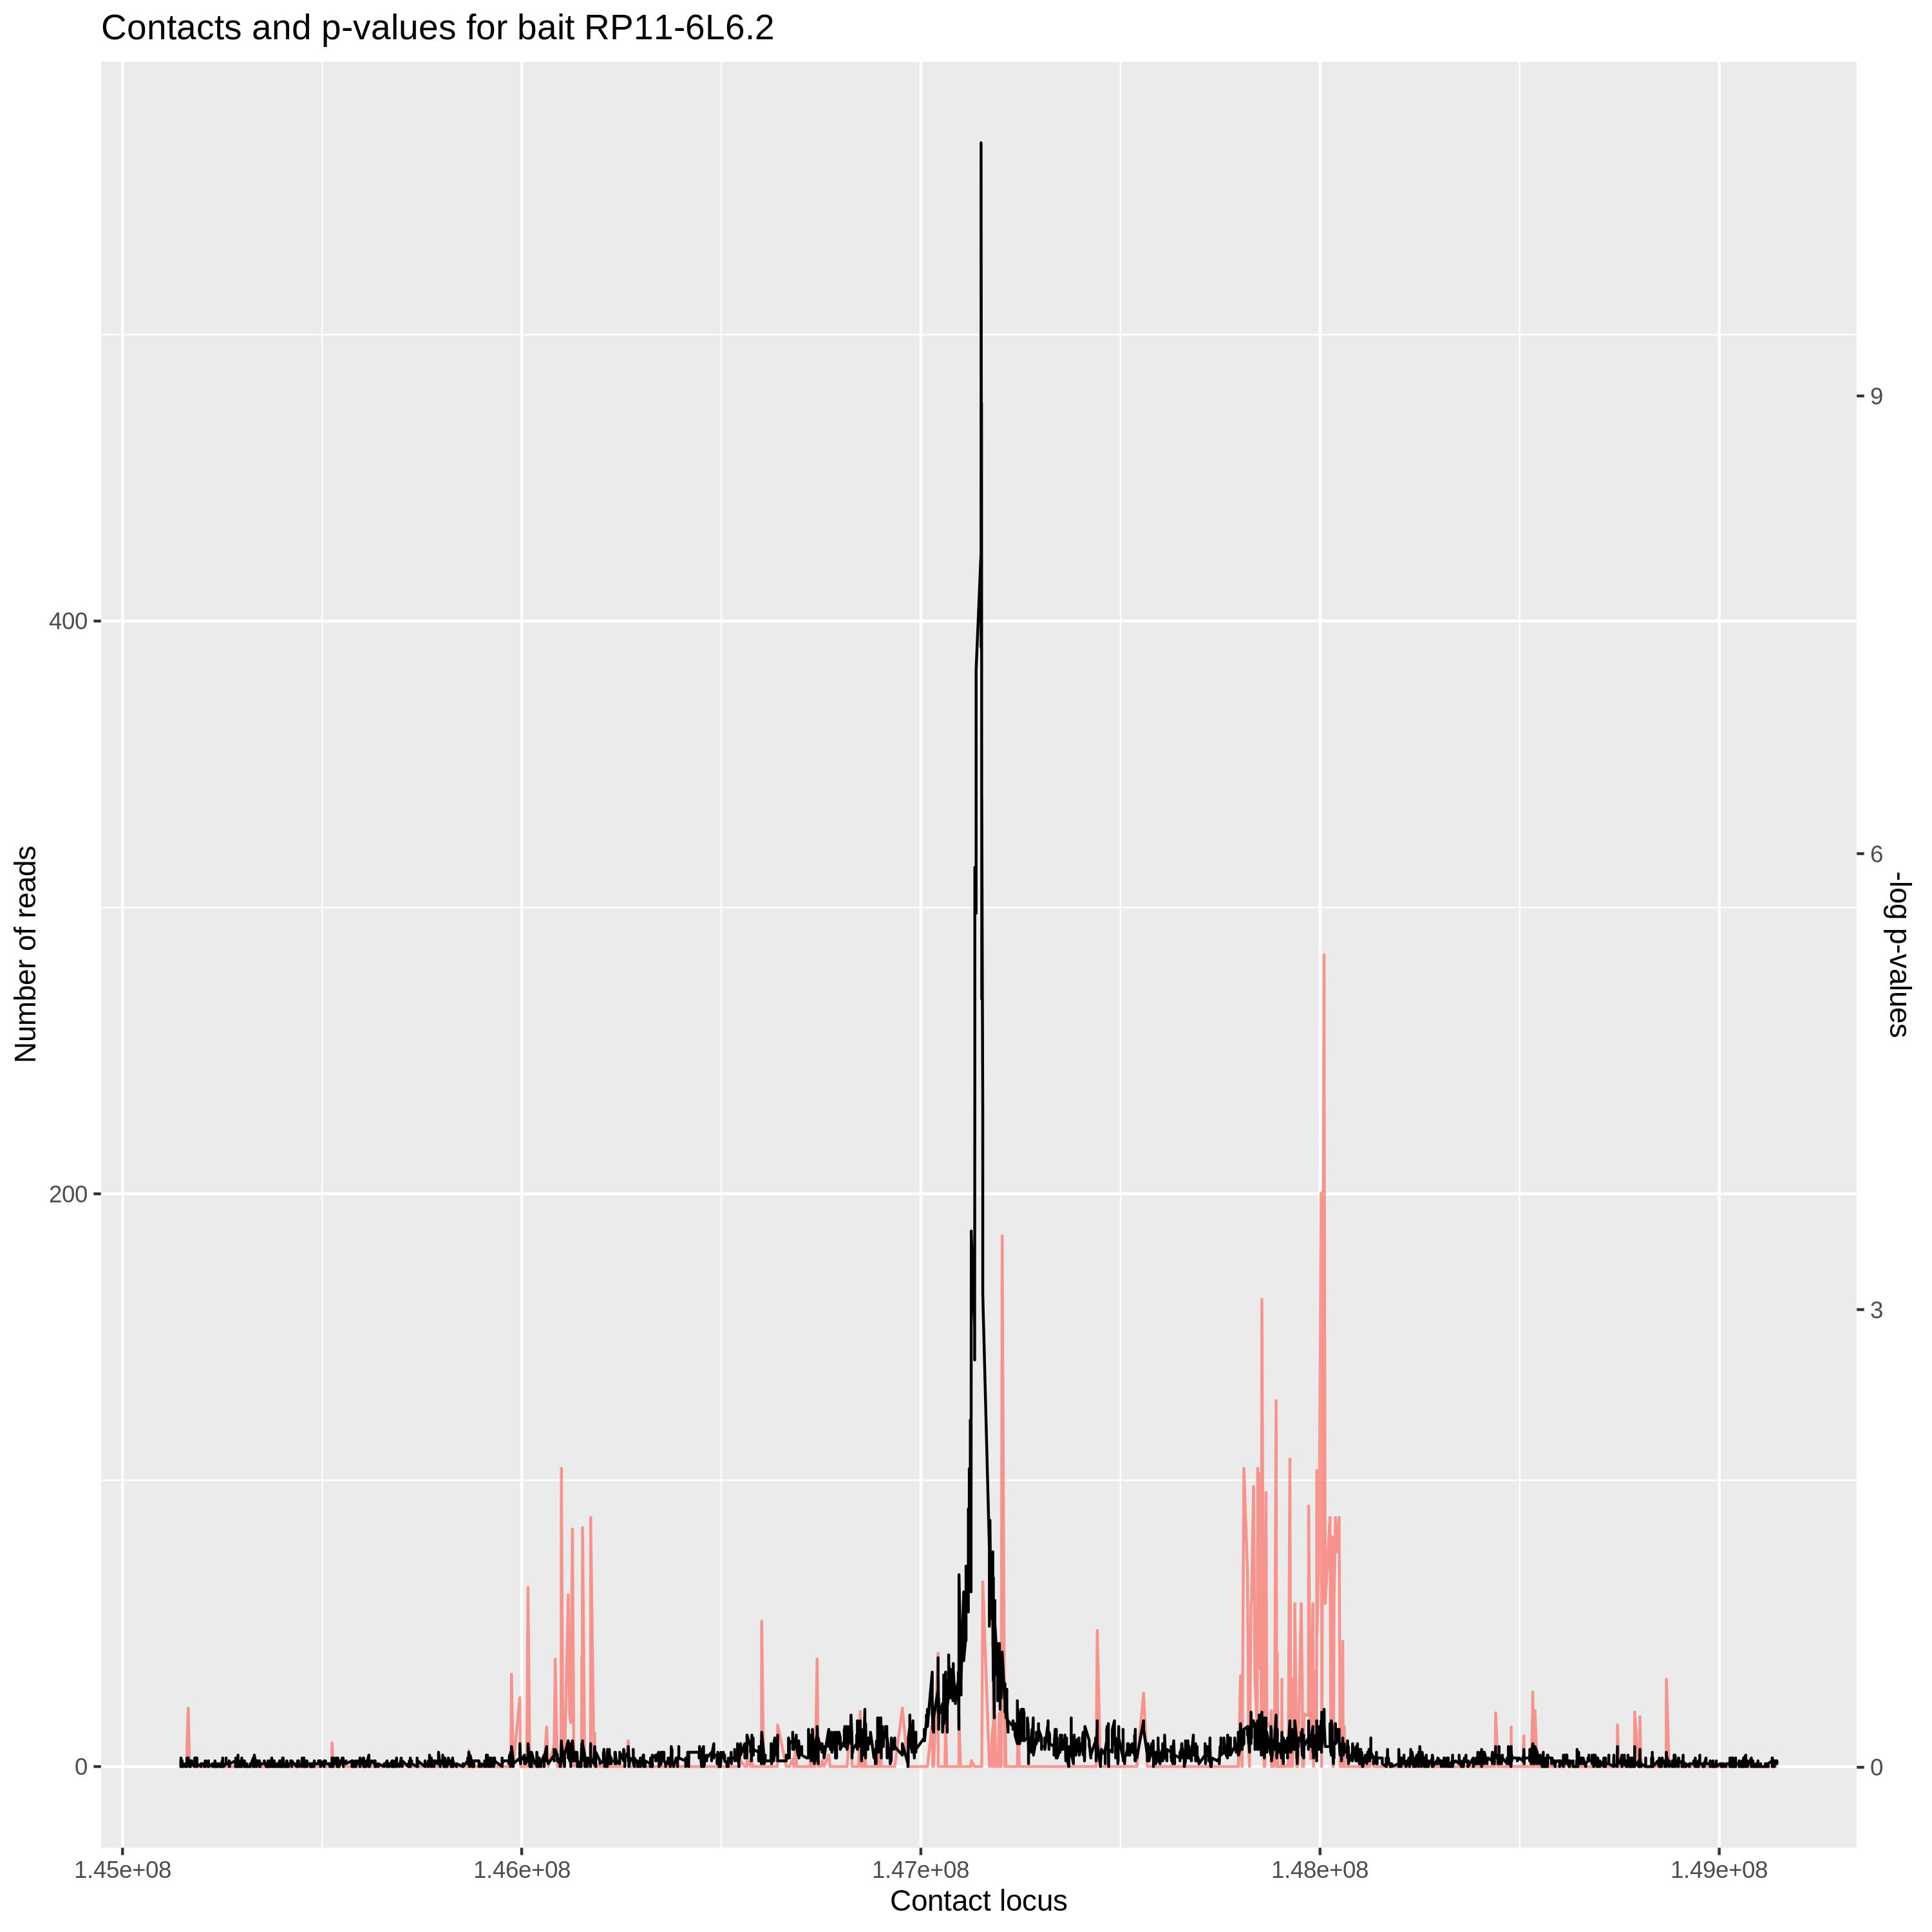 Contacts and p-values for bait RP11-6L6.2
Number of reads
400
200
0
9
6
3
0
-log p-values
1.45e+08 1.46e+08 1.47e+08 1.48e+08 1.49e+08
Contact locus